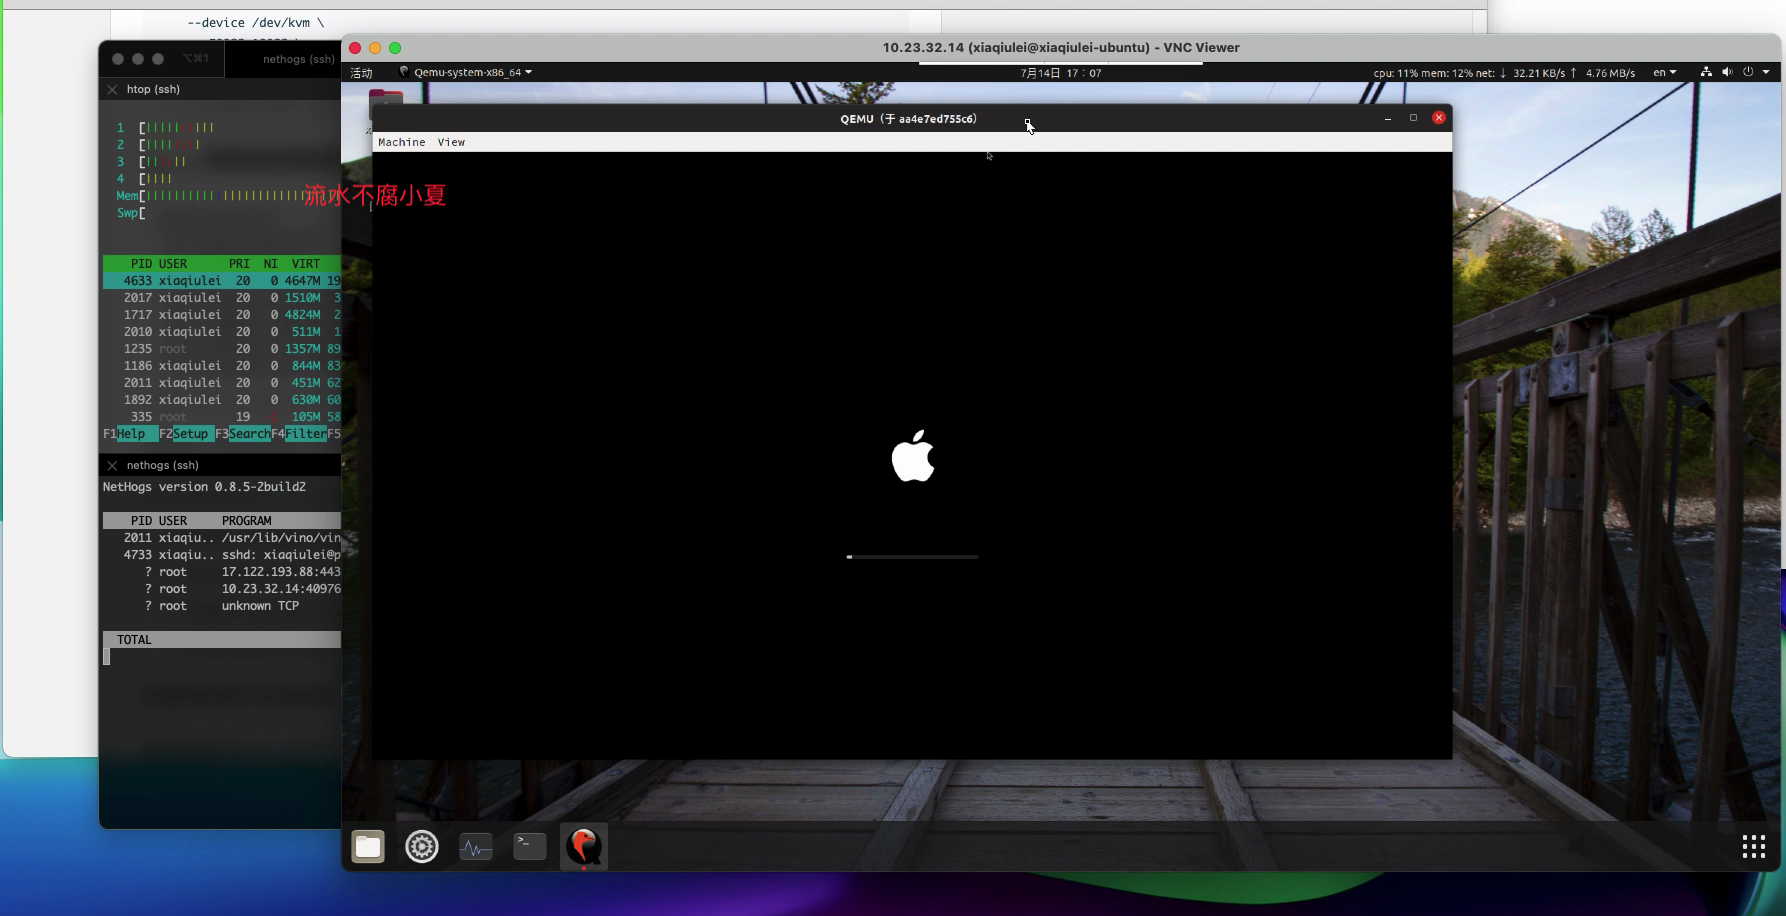 --device /dev/kvm \
⌥⌘1
nethogs (ssh)
htop (ssh)
1 [
2 [
3 [
4 [
Mem[
Swp[
PID USER PRI NI VIRT
4633 xiaqiulei 20 0 4647M 19
2017 xiaqiulei 20 0 1510M 3
1717 xiaqiulei 20 0 4824M 2
2010 xiaqiulei 20 0 511M 1
1235 root 20 0 1357M 89
1186 xiaqiulei 20 0 844M 83
2011 xiaqiulei 20 0 451M 62
1892 xiaqiulei 20 0 630M 60
335 root 19 105M 58
F1Help F2Setup F3SearchF4FilterF5
nethogs (ssh)
NetHogs version 0.8.5-2build2
PID USER PROGRAM
2011 xiaqiu.. /usr/lib/vino/vin
4733 xiaqiu.. sshd: xiaqiulei@p
? root 17.122.193.88:443
? root 10.23.32.14:40976
? root unknown TCP
TOTAL
10.23.32.14 (xiaqiulei@xiaqiulei-ubuntu) - VNC Viewer
活动 Qemu-system-x86_64 7月14日 17：07 cpu: 11% mem: 12% net: ↓ 32.21 KB/s ↑ 4.76 MB/s en
QEMU（于 aa4e7ed755c6）
Machine View
流水不腐小夏
>_